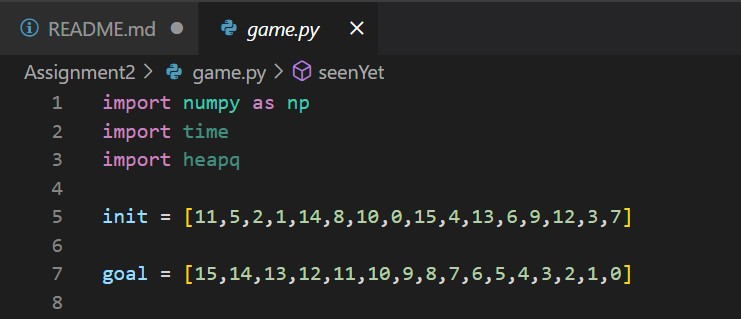 README.md game.py
Assignment2 > game.py > seenYet
1 import numpy as np
2 import time
3 import heapq
4
5 init = [11,5,2,1,14,8,10,0,15,4,13,6,9,12,3,7]
6
7 goal = [15,14,13,12,11,10,9,8,7,6,5,4,3,2,1,0]
8